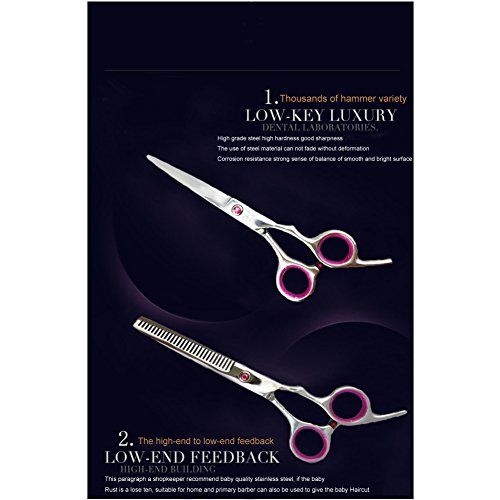 1. Thousands of hammer variety
LOW-KEY LUXURY
DENTAL LABORATORIES,
High grade steel high hardness good sharpness
The use of steel material can not fade without deformation
Corrosion resistance strong sense of balance of smooth and bright surface
2. The high-end to low-end feedback
LOW-END FEEDBACK
HIGH-END BUILDING
This paragraph a shopkeeper recommend baby quality stainless steel, if the baby
Rust is a lose ten, suitable for home and primary barber can also be used to give the baby Haircut